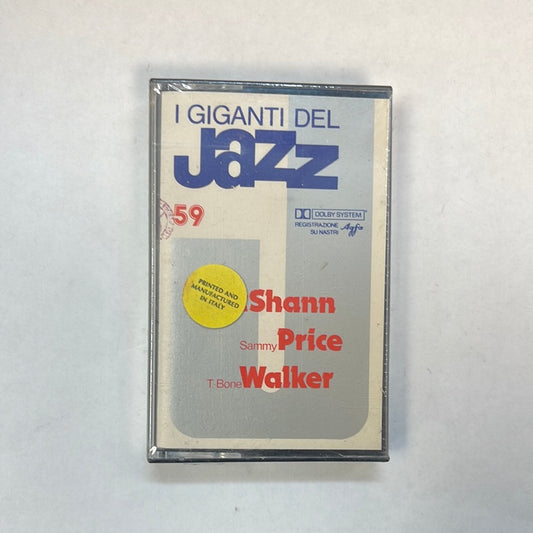 I GIGANTI DEL
Jazz
59
DOLBY SYSTEM
REGISTRAZIONE Agfa
SU NASTRI
PRINTED AND
MANUFACTURED
IN ITALY
Shann
Sammy Price
T-Bone Walker